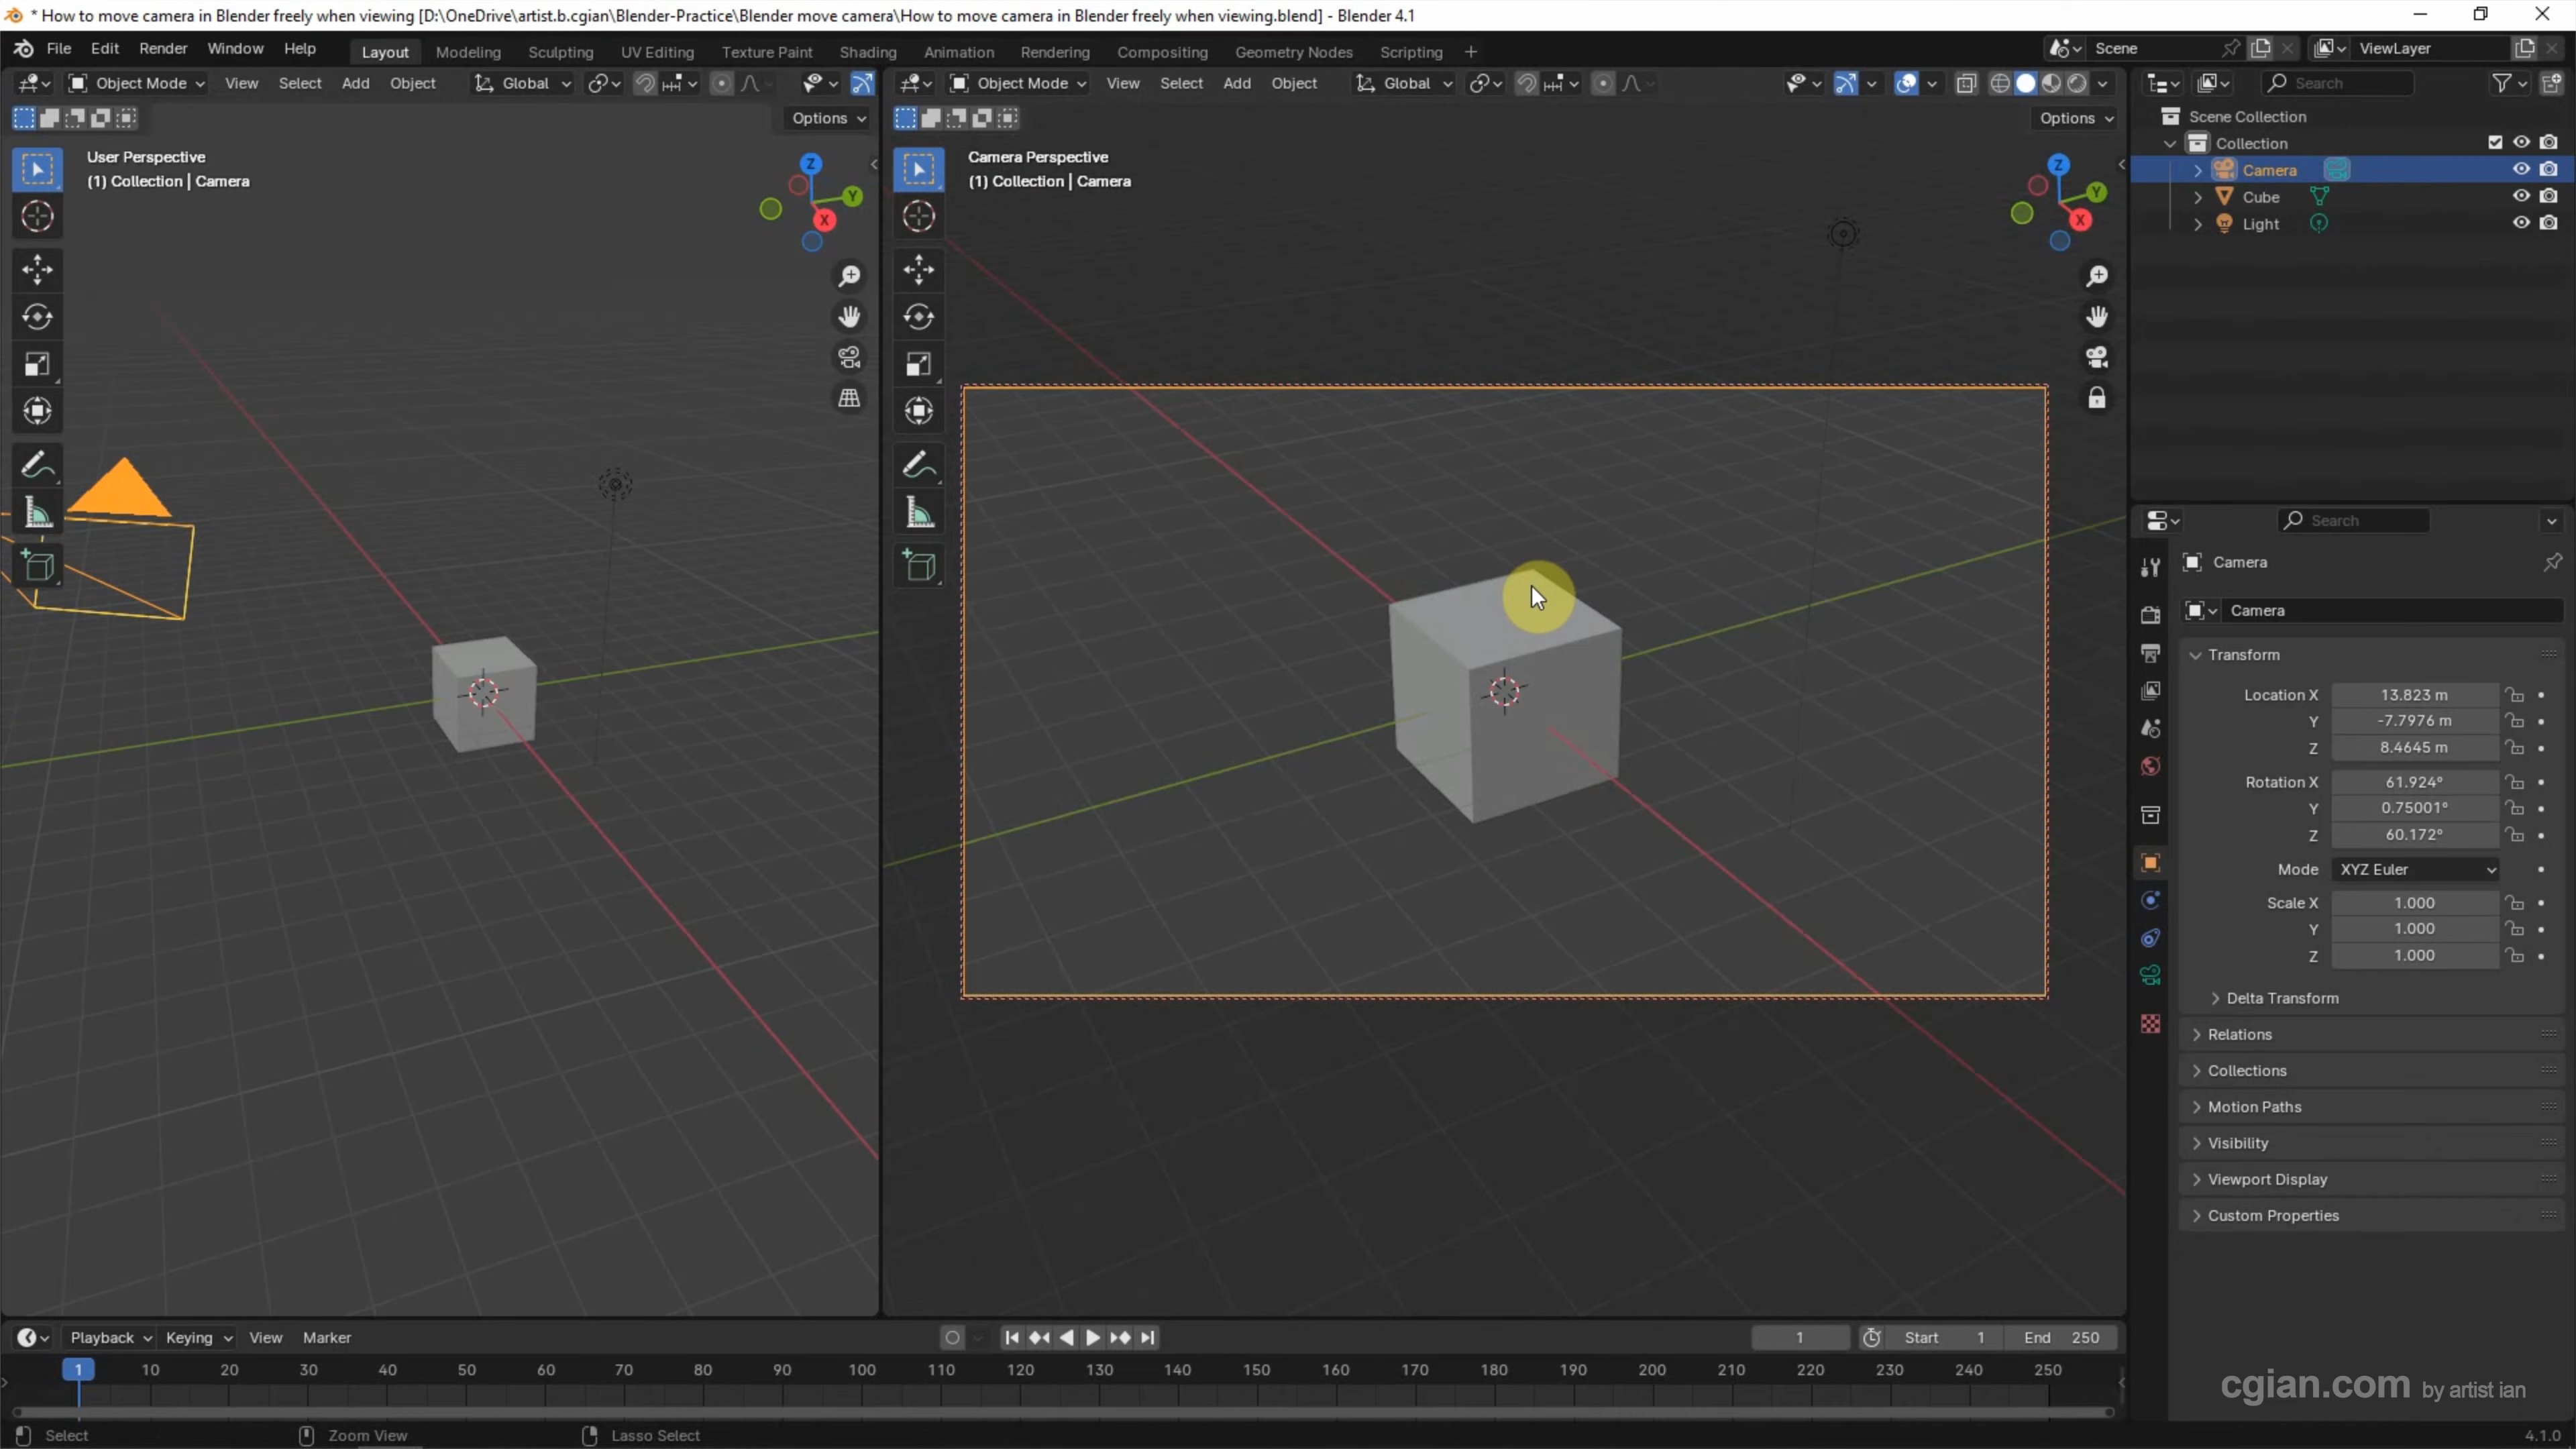 * How to move camera in Blender freely when viewing [D:\OneDrive\artist.b.cgian\Blender-Practice\Blender move camera\How to move camera in Blender freely when viewing.blend] - Blender 4.1
File Edit Render Window Help Layout Modeling Sculpting UV Editing Texture Paint Shading Animation Rendering Compositing Geometry Nodes Scripting + Scene ViewLayer
Object Mode View Select Add Object Global
Object Mode View Select Add Object Global
Search
Options
Options
User Perspective
(1) Collection | Camera
Z
Y
X
Camera Perspective
(1) Collection | Camera
Z
Y
X
Scene Collection
Collection
Camera
Cube
Light
Search
Camera
Camera
Transform
Location X 13.823 m
Y -7.7976 m
Z 8.4645 m
Rotation X 61.924°
Y 0.75001°
Z 60.172°
Mode XYZ Euler
Scale X 1.000
Y 1.000
Z 1.000
Delta Transform
Relations
Collections
Motion Paths
Visibility
Viewport Display
Custom Properties
Playback Keying View Marker 1 Start 1 End 250
1 10 20 30 40 50 60 70 80 90 100 110 120 130 140 150 160 170 180 190 200 210 220 230 240 250
cgian.com by artist ian
Select Zoom View Lasso Select 4.1.0